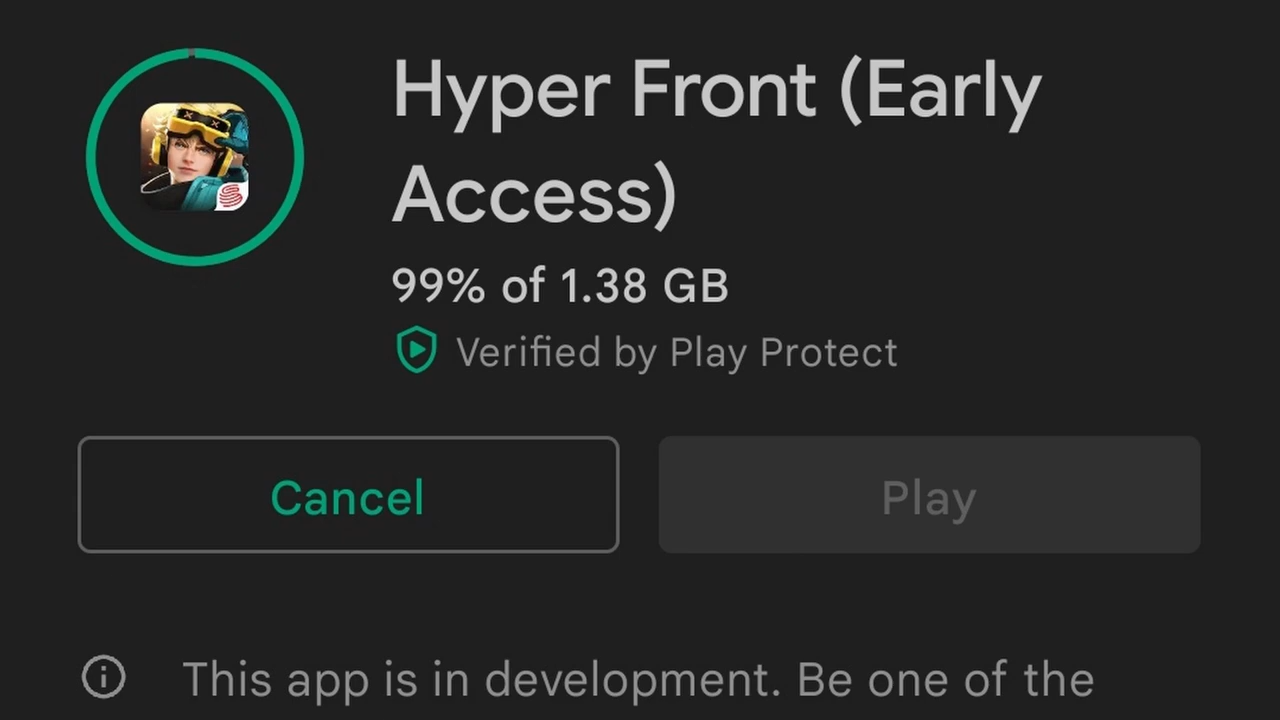 Hyper Front (Early
Access)
99% of 1.38 GB
Verified by Play Protect
Cancel
Play
This app is in development. Be one of the